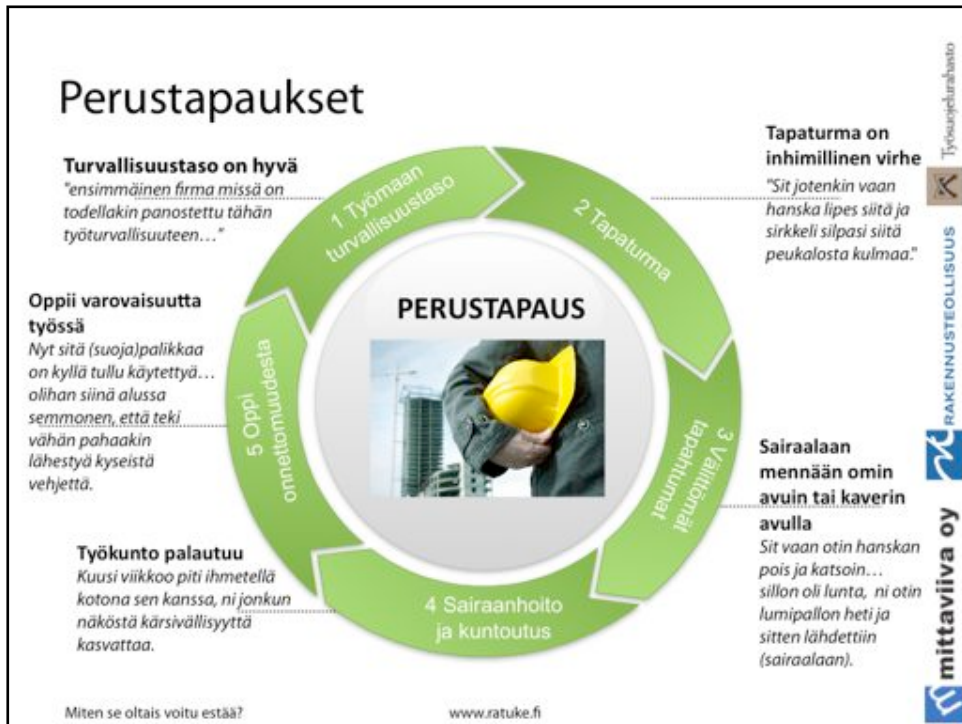 Perustapaukset
Turvallisuustaso on hyvä
"ensimmäinen firma missä on
todellakin panostettu tähän
työturvallisuuteen…"
Oppii varovaisuutta
työssä
Nyt sitä (suoja)palikkaa
on kyllä tullu käytettyä…
olihan siinä alussa
semmonen, että teki
vähän pahaakin
lähestyä kyseistä
vehjettä.
Työkunto palautuu
Kuusi viikkoo piti ihmetellä
kotona sen kanssa, ni jonkun
näköstä kärsivällisyyttä
kasvattaa.
1 Työmaan
turvallisuustaso
2 Tapaturma
3 Välittömät
tapahtumat
4 Sairaanhoito
ja kuntoutus
5 Oppi
onnettomuudesta
PERUSTAPAUS
Tapaturma on
inhimillinen virhe
"Sit jotenkin vaan
hanska lipes siitä ja
sirkkeli silpasi siitä
peukalosta kulmaa."
Sairaalaan
mennään omin
avuin tai kaverin
avulla
Sit vaan otin hanskan
pois ja katsoin…
sillon oli lunta, ni otin
lumipallon heti ja
sitten lähdettiin
(sairaalaan).
Työsuojelurahasto
RAKENNUSTEOLLISUUS
mittaviiva oy
Miten se oltais voitu estää?
www.ratuke.fi